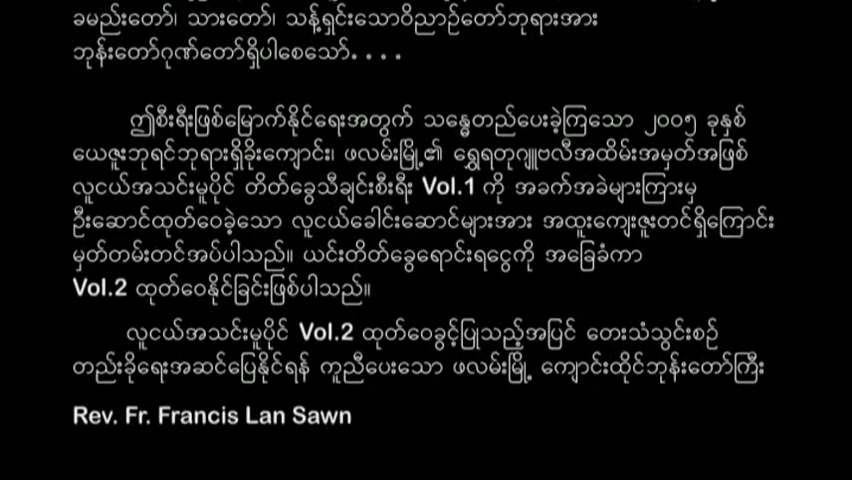 ခမည်းတော်၊ သားတော်၊ သန့်ရှင်းသောဝိညာဉ်တော်ဘုရားအား
ဘုန်းတော်ဂုဏ်တော်ရှိပါစေသော်. . . .
ဤစီးရီးဖြစ်မြောက်နိုင်ရေးအတွက် သန္ဓေတည်ပေးခဲ့ကြသော ၂၀၀၅ ခုနှစ်
ယေဇူးဘုရင်ဘုရားရှိခိုးကျောင်း၊ ဖလမ်းမြို့၏ ရွှေရတုဂျူဗလီအထိမ်းအမှတ်အဖြစ်
လူငယ်အသင်းမူပိုင် တိတ်ခွေသီချင်းစီးရီး Vol.1 ကို အခက်အခဲများကြားမှ
ဦးဆောင်ထုတ်ဝေခဲ့သော လူငယ်ခေါင်းဆောင်များအား အထူးကျေးဇူးတင်ရှိကြောင်း
မှတ်တမ်းတင်အပ်ပါသည်။ ယင်းတိတ်ခွေရောင်းရငွေကို အခြေခံကာ
Vol.2 ထုတ်ဝေနိုင်ခြင်းဖြစ်ပါသည်။
လူငယ်အသင်းမူပိုင် Vol.2 ထုတ်ဝေခွင့်ပြုသည့်အပြင် တေးသံသွင်းစဉ်
တည်းခိုရေးအဆင်ပြေနိုင်ရန် ကူညီပေးသော ဖလမ်းမြို့ ကျောင်းထိုင်ဘုန်းတော်ကြီး
Rev. Fr. Francis Lan Sawn